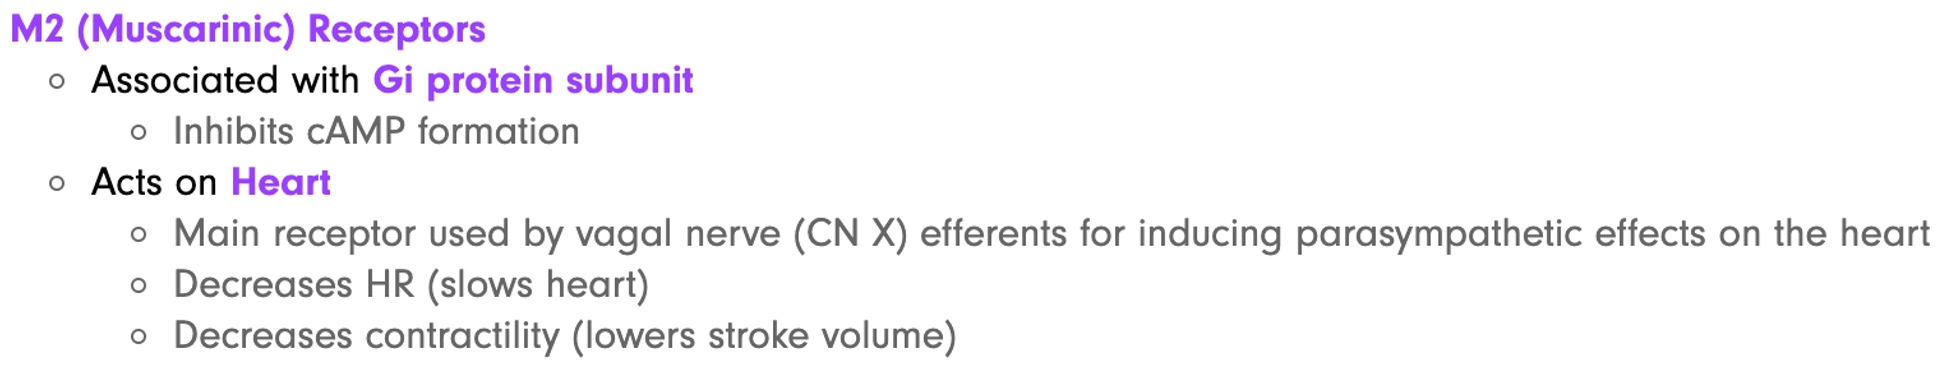 M2 (Muscarinic) Receptors
Associated with Gi protein subunit
Inhibits cAMP formation
Acts on Heart
Main receptor used by vagal nerve (CN X) efferents for inducing parasympathetic effects on the heart
Decreases HR (slows heart)
Decreases contractility (lowers stroke volume)